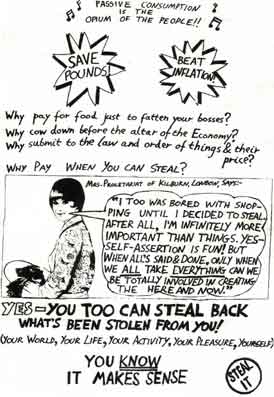 PASSIVE CONSUMPTION
IS THE
OPIUM OF THE PEOPLE!!
SAVE
POUNDS!
BEAT
INFLATION!
Why pay for food just to fatten your bosses?
Why cow down before the altar of the Economy?
Why submit to the law and order of things & their
price?
WHY PAY WHEN YOU CAN STEAL?
MRS. PROLETARIAT OF KILBURN, LONDON, SAYS:-
"I TOO WAS BORED WITH SHOP-
PING UNTIL I DECIDED TO STEAL.
AFTER ALL, I'M INFINITELY MORE
IMPORTANT THAN THINGS. YES-
SELF-ASSERTION IS FUN! BUT
WHEN ALL'S SAID & DONE, ONLY WHEN
WE ALL TAKE EVERYTHING CAN WE
BE TOTALLY INVOLVED IN CREATING
THE HERE AND NOW."
YES - YOU TOO CAN STEAL BACK
WHAT'S BEEN STOLEN FROM YOU!
(YOUR WORLD, YOUR LIFE, YOUR ACTIVITY, YOUR PLEASURE, YOURSELF)
YOU KNOW
IT MAKES SENSE
STEAL
IT